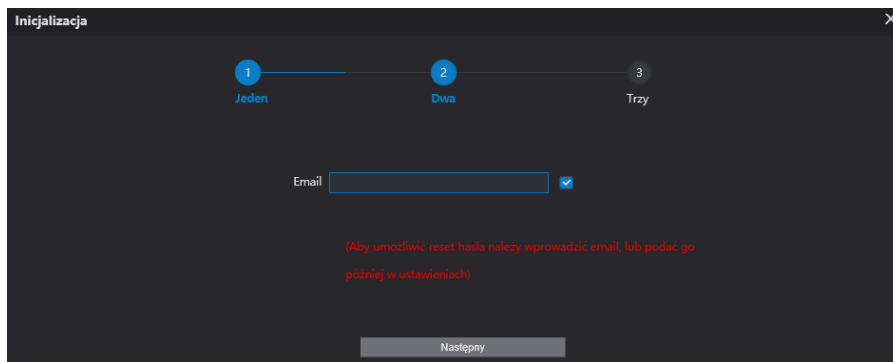 Inicjalizacja
1
2
3
Jeden
Dwa
Trzy
Email
(Aby umożliwić reset hasła należy wprowadzić email, lub podać go
później w ustawieniach)
Następny